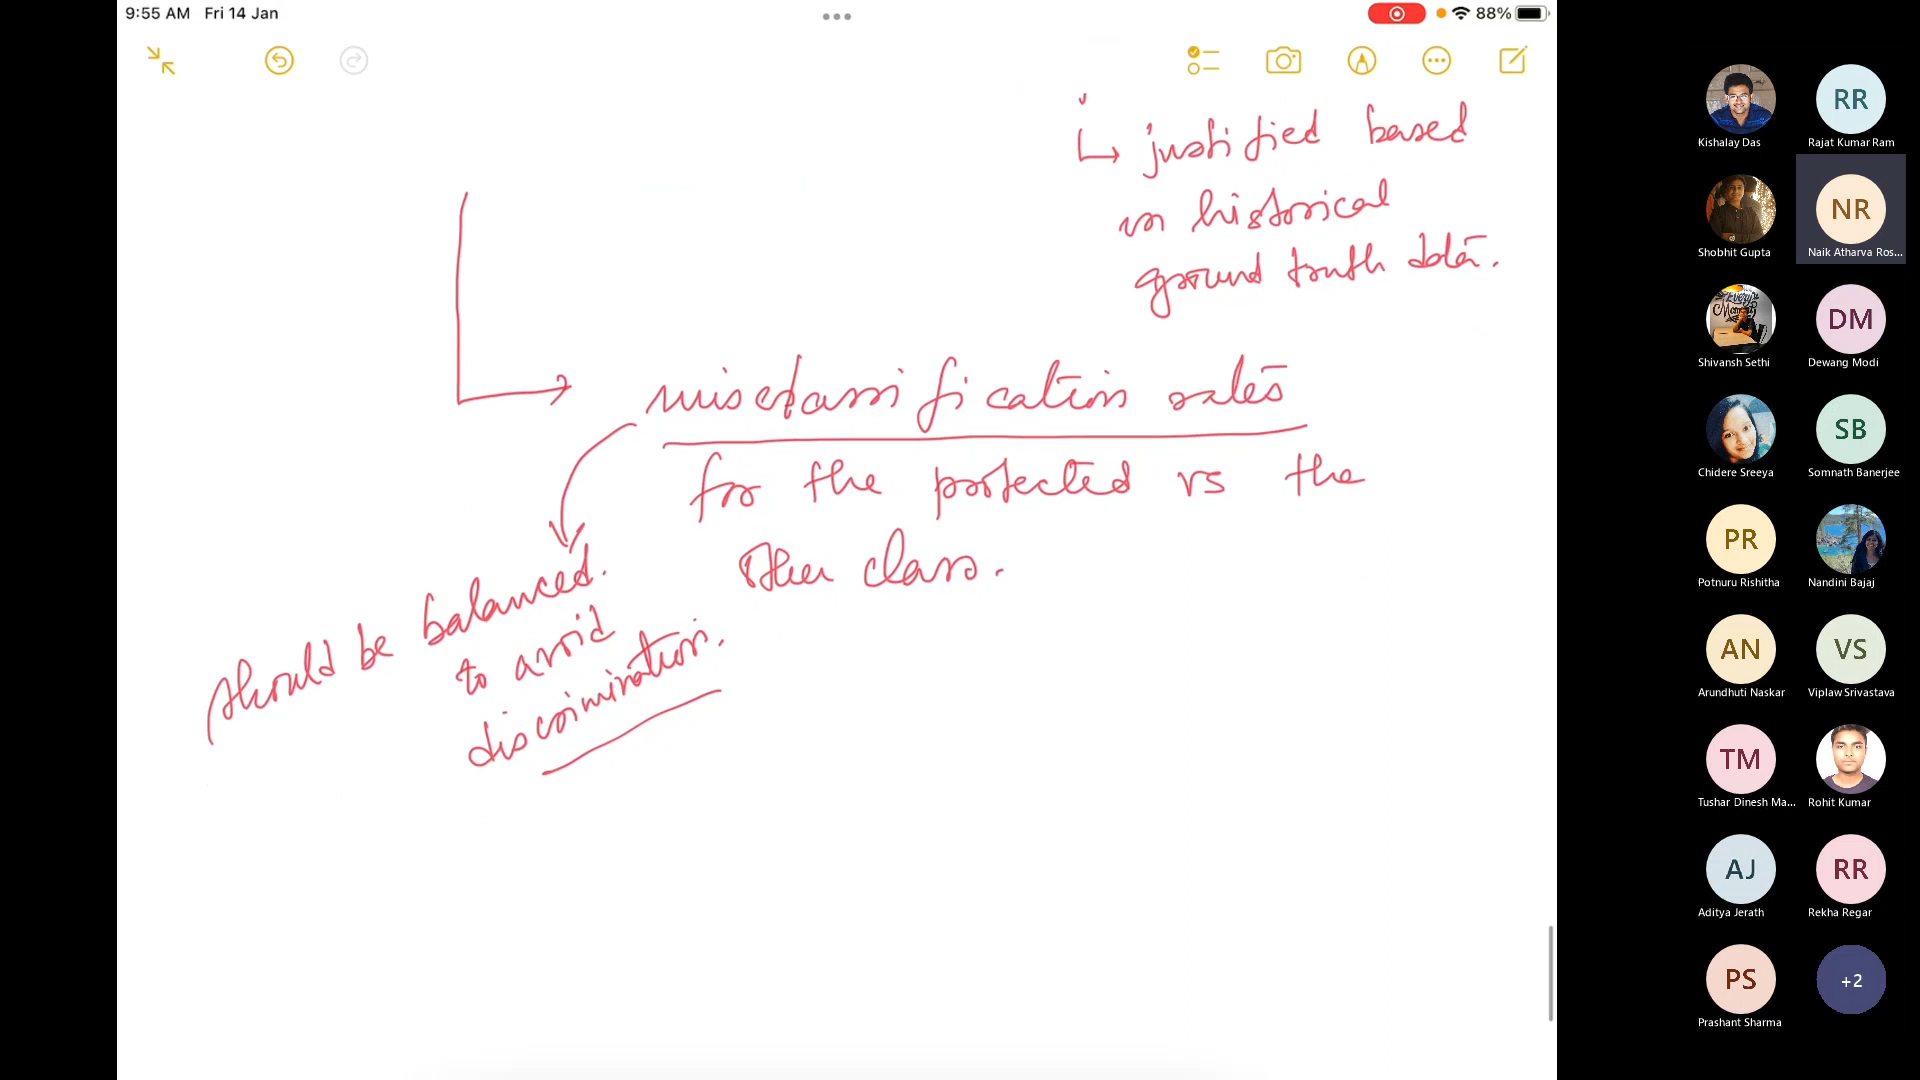 9:55 AM Fri 14 Jan
88%
justified based
on historical
ground truth data.
misclassification rates
for the protected vs the
other class.
should be balanced.
to avoid
discrimination.
Kishalay Das
RR
Rajat Kumar Ram
Shobhit Gupta
NR
Naik Atharva Ros...
Shivansh Sethi
DM
Dewang Modi
Chidere Sreeya
SB
Somnath Banerjee
PR
Potnuru Rishitha
Nandini Bajaj
AN
Arundhuti Naskar
VS
Viplaw Srivastava
TM
Tushar Dinesh Ma...
Rohit Kumar
AJ
Aditya Jerath
RR
Rekha Regar
PS
Prashant Sharma
+2